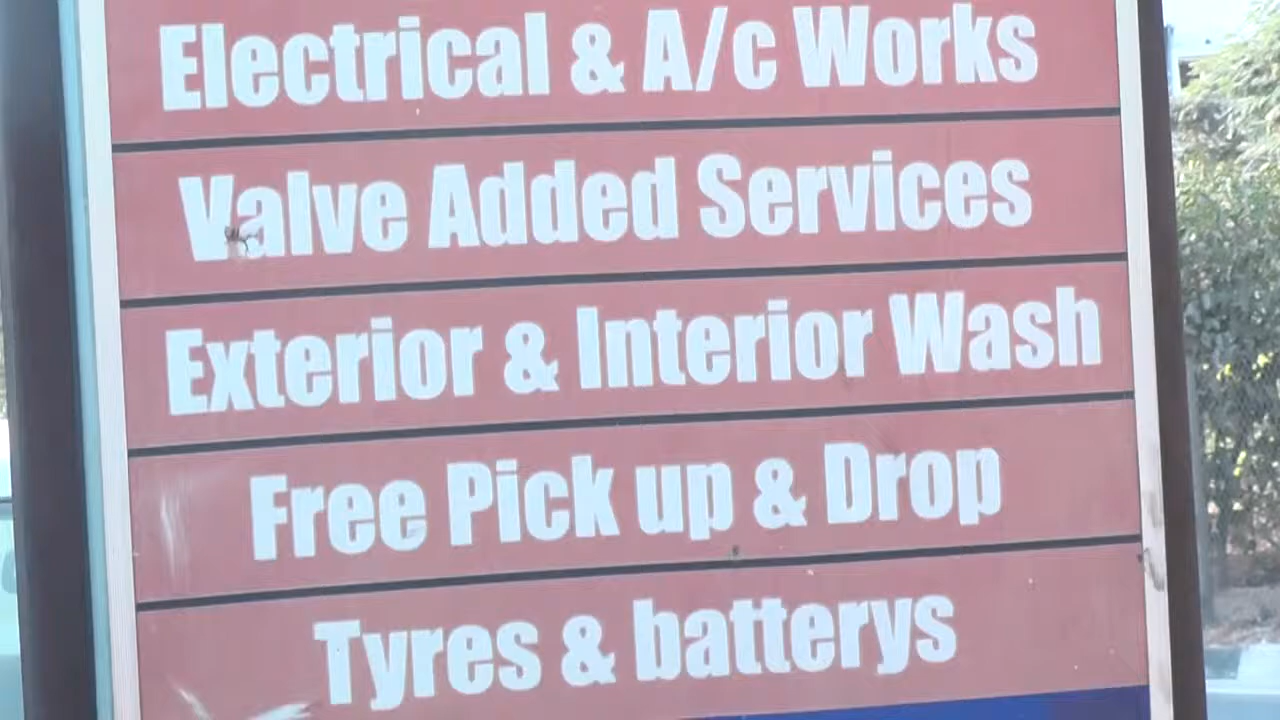 Electrical & A/c Works
Valve Added Services
Exterior & Interior Wash
Free Pick up & Drop
Tyres & batterys